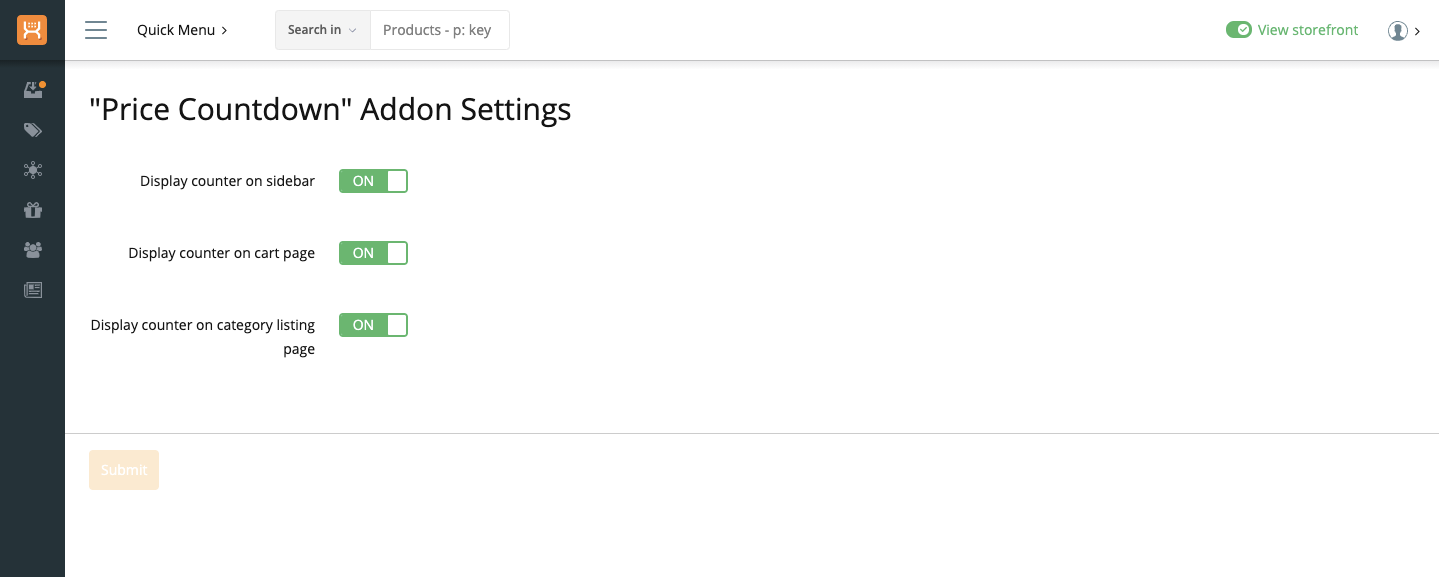 Quick Menu
Search in
Products - p: key
View storefront
"Price Countdown" Addon Settings
Display counter on sidebar
ON
Display counter on cart page
ON
Display counter on category listing
page
ON
Submit